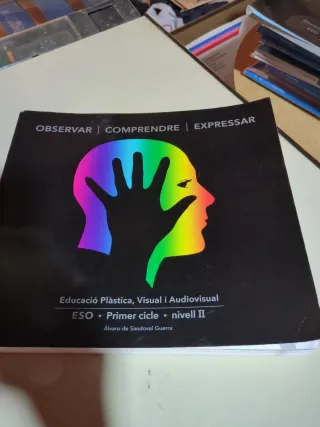 OBSERVAR | COMPRENDRE | EXPRESSAR
Educació Plàstica, Visual i Audiovisual
ESO • Primer cicle • nivell II
Álvaro de Sandoval Guerra